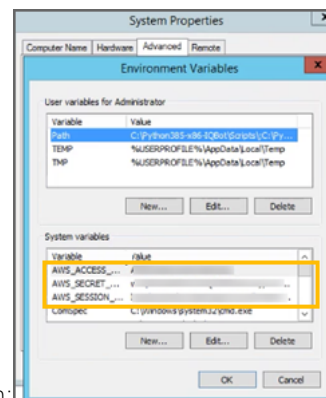 System Properties
x
Computer Name Hardware Advanced Remote
Environment Variables
x
User variables for Administrator
Variable Value
Path C:\Python385-x86-IQBot\Scripts\;C:\Py...
TEMP %USERPROFILE%\AppData\Local\Temp
TMP %USERPROFILE%\AppData\Local\Temp
New... Edit... Delete
System variables
Variable Value
AWS_ACCESS_...
AWS_SECRET_...
AWS_SESSION_...
ComSpec C:\Windows\system32\cmd.exe
New... Edit... Delete
OK Cancel